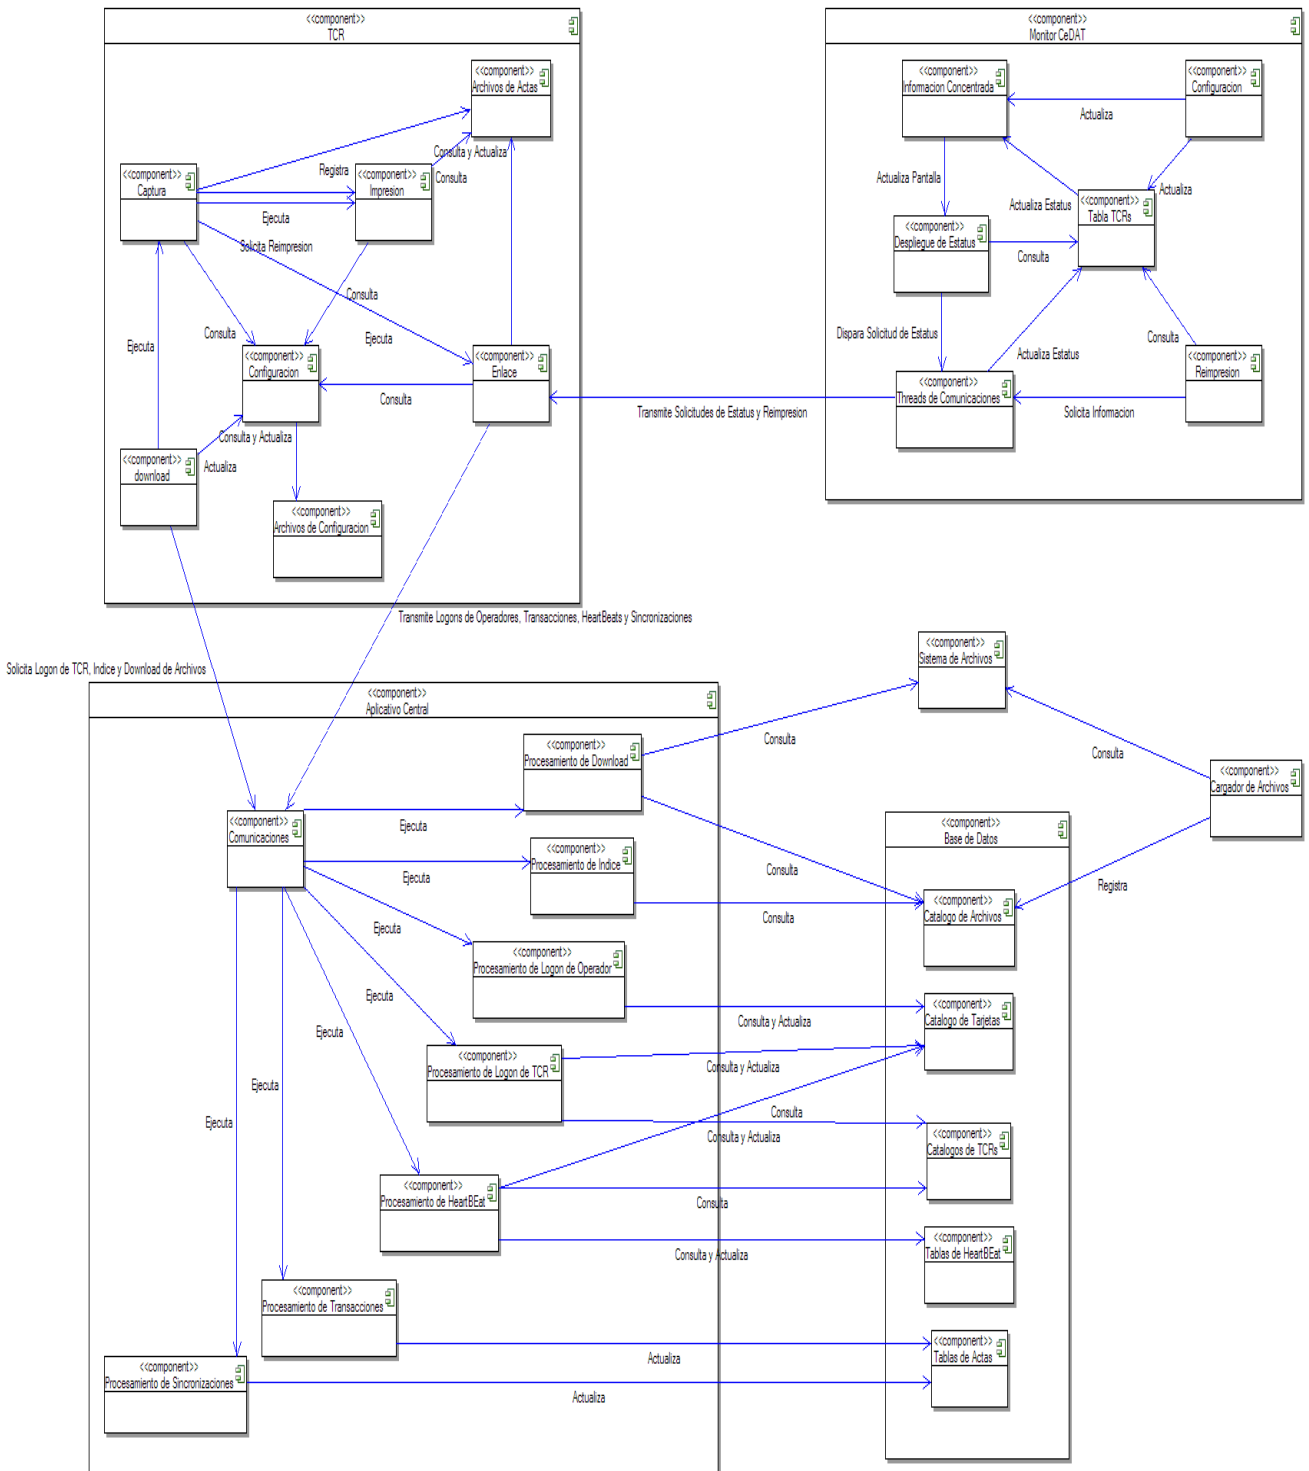 <<component>>
TCR
<<component>>
Archivos de Actas
Consulta y Actualiza
Registra
<<component>>
Captura
<<component>>
Impresion
Consulta
Ejecuta
Solicita Reimpresion
Consulta
Consulta
Ejecuta
Ejecuta
<<component>>
Configuracion
<<component>>
Enlace
Consulta
Consulta y Actualiza
Actualiza
<<component>>
download
<<component>>
Archivos de Configuracion
<<component>>
Monitor CeDAT
<<component>>
Informacion Concentrada
<<component>>
Configuracion
Actualiza
Actualiza Pantalla
Actualiza Estatus
Actualiza
<<component>>
Tabla TCRs
<<component>>
Despliegue de Estatus
Consulta
Dispara Solicitud de Estatus
Actualiza Estatus
Consulta
<<component>>
Reimpresion
<<component>>
Threads de Comunicaciones
Solicita Informacion
Transmite Solicitudes de Estatus y Reimpresion
Transmite Logons de Operadores, Transacciones, HeartBeats y Sincronizaciones
Solicita Logon de TCR, Indice y Download de Archivos
<<component>>
Sistema de Archivos
<<component>>
Aplicativo Central
<<component>>
Procesamiento de Download
Consulta
Consulta
<<component>>
Cargador de Archivos
<<component>>
Comunicaciones
Ejecuta
<<component>>
Base de Datos
<<component>>
Procesamiento de Indice
Ejecuta
Consulta
Registra
<<component>>
Catalogo de Archivos
Consulta
Ejecuta
<<component>>
Procesamiento de Logon de Operador
Ejecuta
<<component>>
Catalogo de Tarjetas
Consulta y Actualiza
Ejecuta
<<component>>
Procesamiento de Logon de TCR
Consulta y Actualiza
Ejecuta
Ejecuta
Consulta
Consulta y Actualiza
<<component>>
Catalogos de TCRs
<<component>>
Procesamiento de HeartBEat
Consulta
<<component>>
Tablas de HeartBEat
Consulta y Actualiza
<<component>>
Procesamiento de Transacciones
<<component>>
Tablas de Actas
Actualiza
<<component>>
Procesamiento de Sincronizaciones
Actualiza